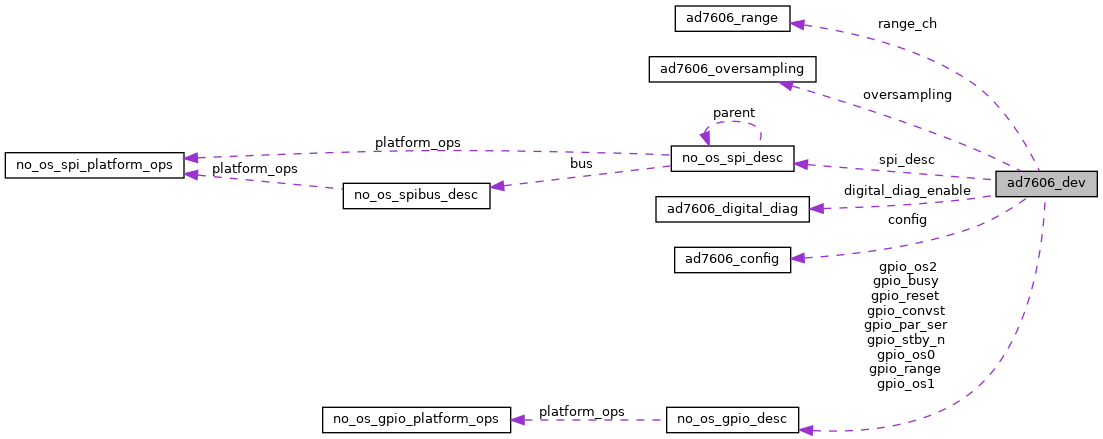 ad7606_range
range_ch
ad7606_oversampling
oversampling
parent
platform_ops
no_os_spi_desc
spi_desc
no_os_spi_platform_ops
platform_ops
bus
ad7606_dev
no_os_spibus_desc
digital_diag_enable
ad7606_digital_diag
config
ad7606_config
gpio_os2
gpio_busy
gpio_reset
gpio_convst
gpio_par_ser
gpio_stby_n
gpio_os0
gpio_range
gpio_os1
no_os_gpio_platform_ops
platform_ops
no_os_gpio_desc